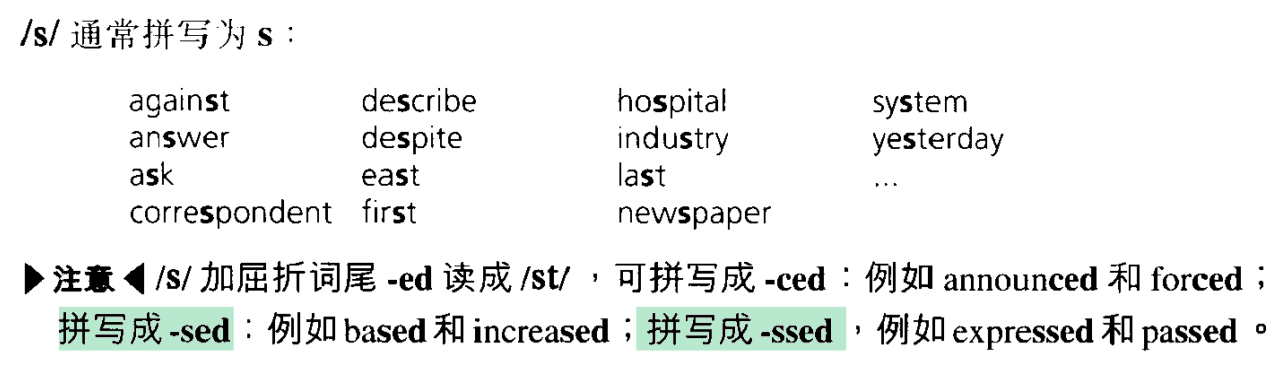 /s/ 通常拼写为 s：
against describe hospital system
answer despite industry yesterday
ask east last ...
correspondent first newspaper
▶注意◀ /s/ 加屈折词尾 -ed 读成 /st/，可拼写成 -ced：例如 announced 和 forced；
拼写成 -sed：例如 based 和 increased；拼写成 -ssed，例如 expressed 和 passed。